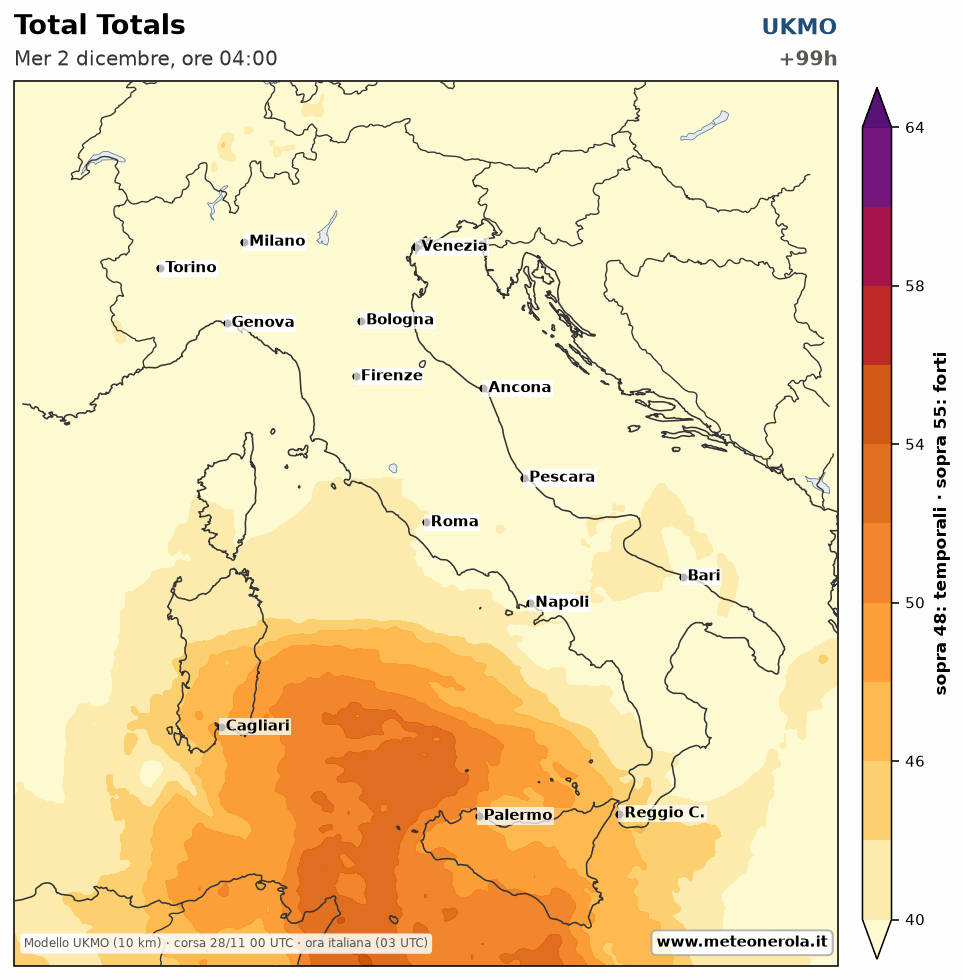 Total Totals
UKMO
Mer 2 dicembre, ore 04:00
+99h
64
58
54
50
46
40
sopra 48: temporali · sopra 55: forti
Milano
Venezia
Torino
Genova
Bologna
Firenze
Ancona
Pescara
Roma
Bari
Napoli
Cagliari
Palermo
Reggio C.
Modello UKMO (10 km) · corsa 28/11 00 UTC · ora italiana (03 UTC)
www.meteonerola.it